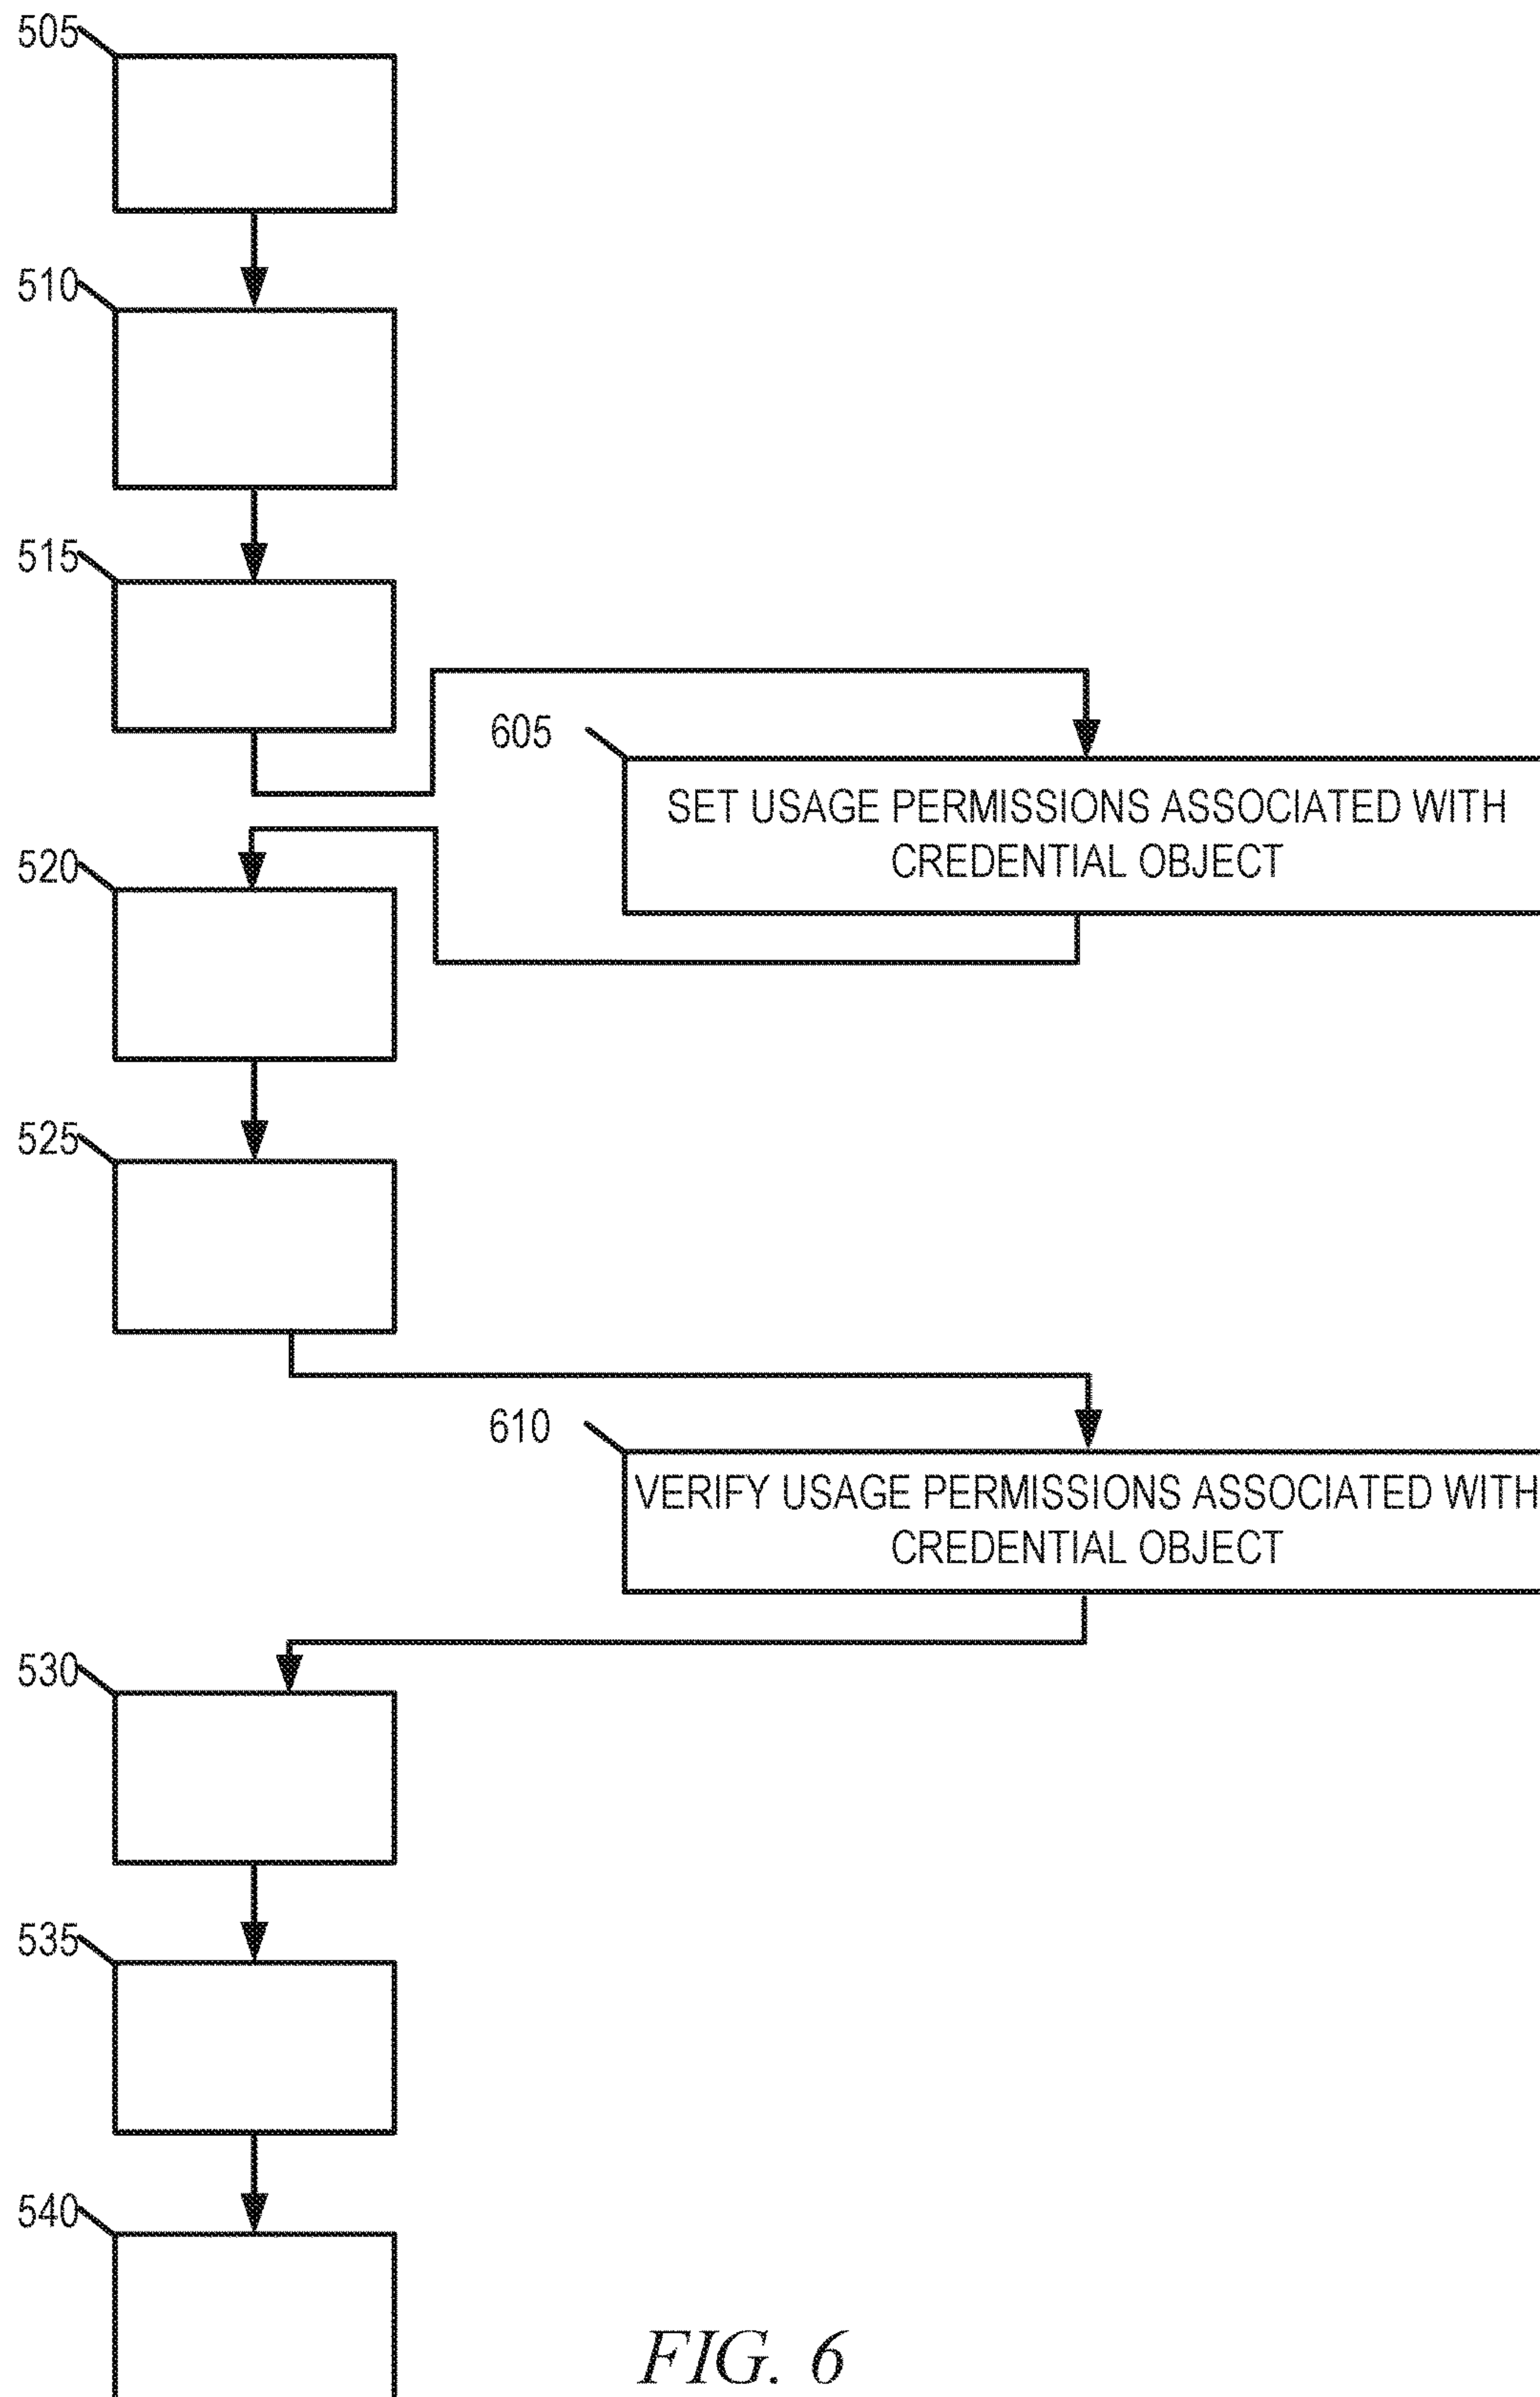 505
510
515
605
SET USAGE PERMISSIONS ASSOCIATED WITH
CREDENTIAL OBJECT
520
525
610
VERIFY USAGE PERMISSIONS ASSOCIATED WITH
CREDENTIAL OBJECT
530
535
540
FIG. 6